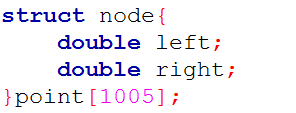 struct node{
    double left;
    double right;
}point[1005];